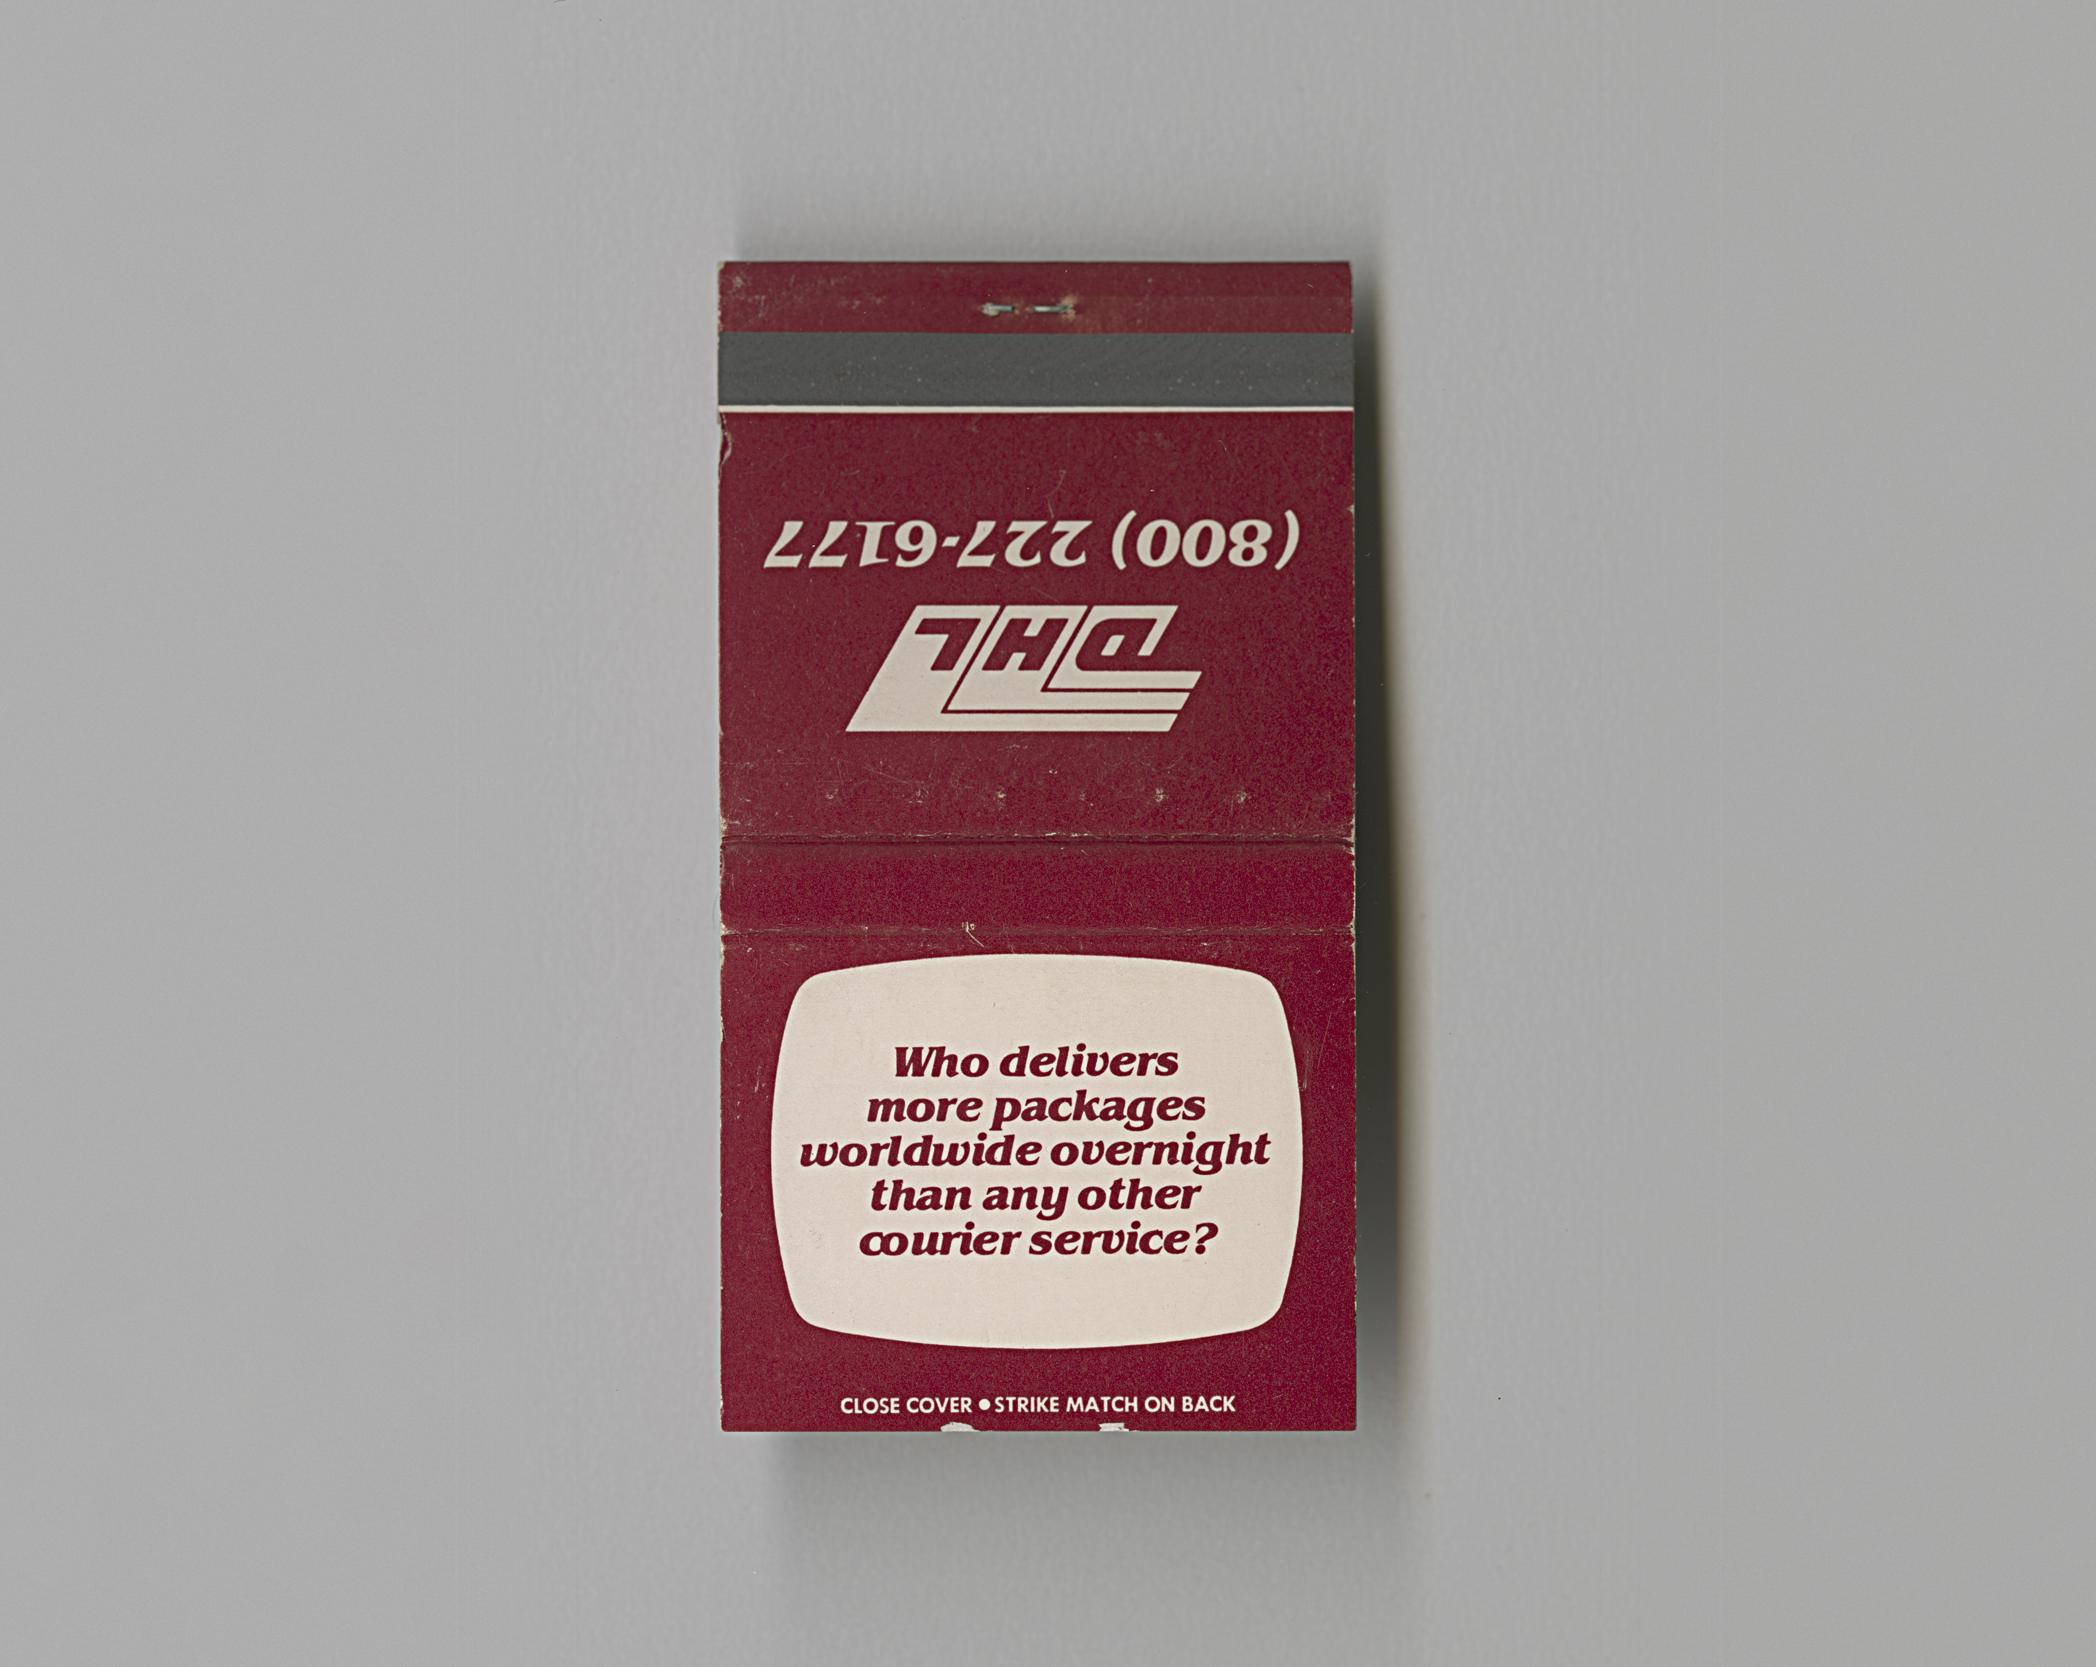 (800) 227-6177
DHL
Who delivers
more packages
worldwide overnight
than any other
courier service?
CLOSE COVER • STRIKE MATCH ON BACK